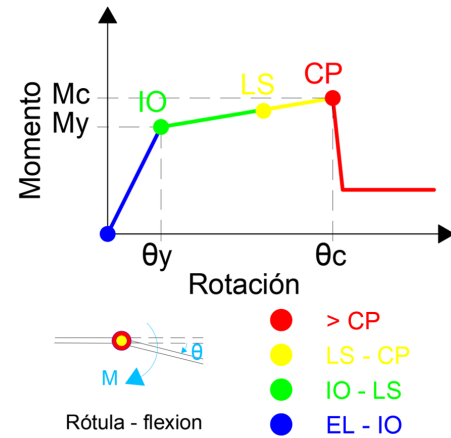 Momento
Mc
My
IO
LS
CP
θy
θc
Rotación
θ
M
Rótula - flexion
> CP
LS - CP
IO - LS
EL - IO